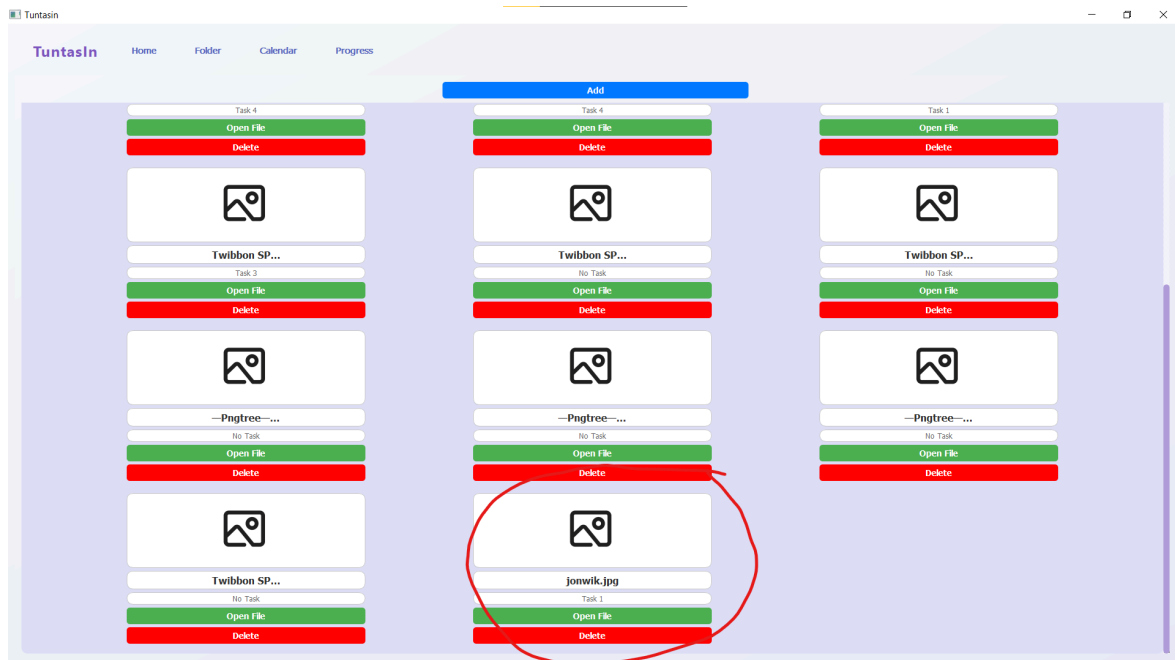 Tuntasin
TuntasIn Home Folder Calendar Progress
Add
Task 4 Task 4 Task 1
Open File Open File Open File
Delete Delete Delete
Twibbon SP... Twibbon SP... Twibbon SP...
Task 3 No Task No Task
Open File Open File Open File
Delete Delete Delete
—Pngtree—... —Pngtree—... —Pngtree—...
No Task No Task No Task
Open File Open File Open File
Delete Delete Delete
Twibbon SP... jonwik.jpg
No Task Task 1
Open File Open File
Delete Delete